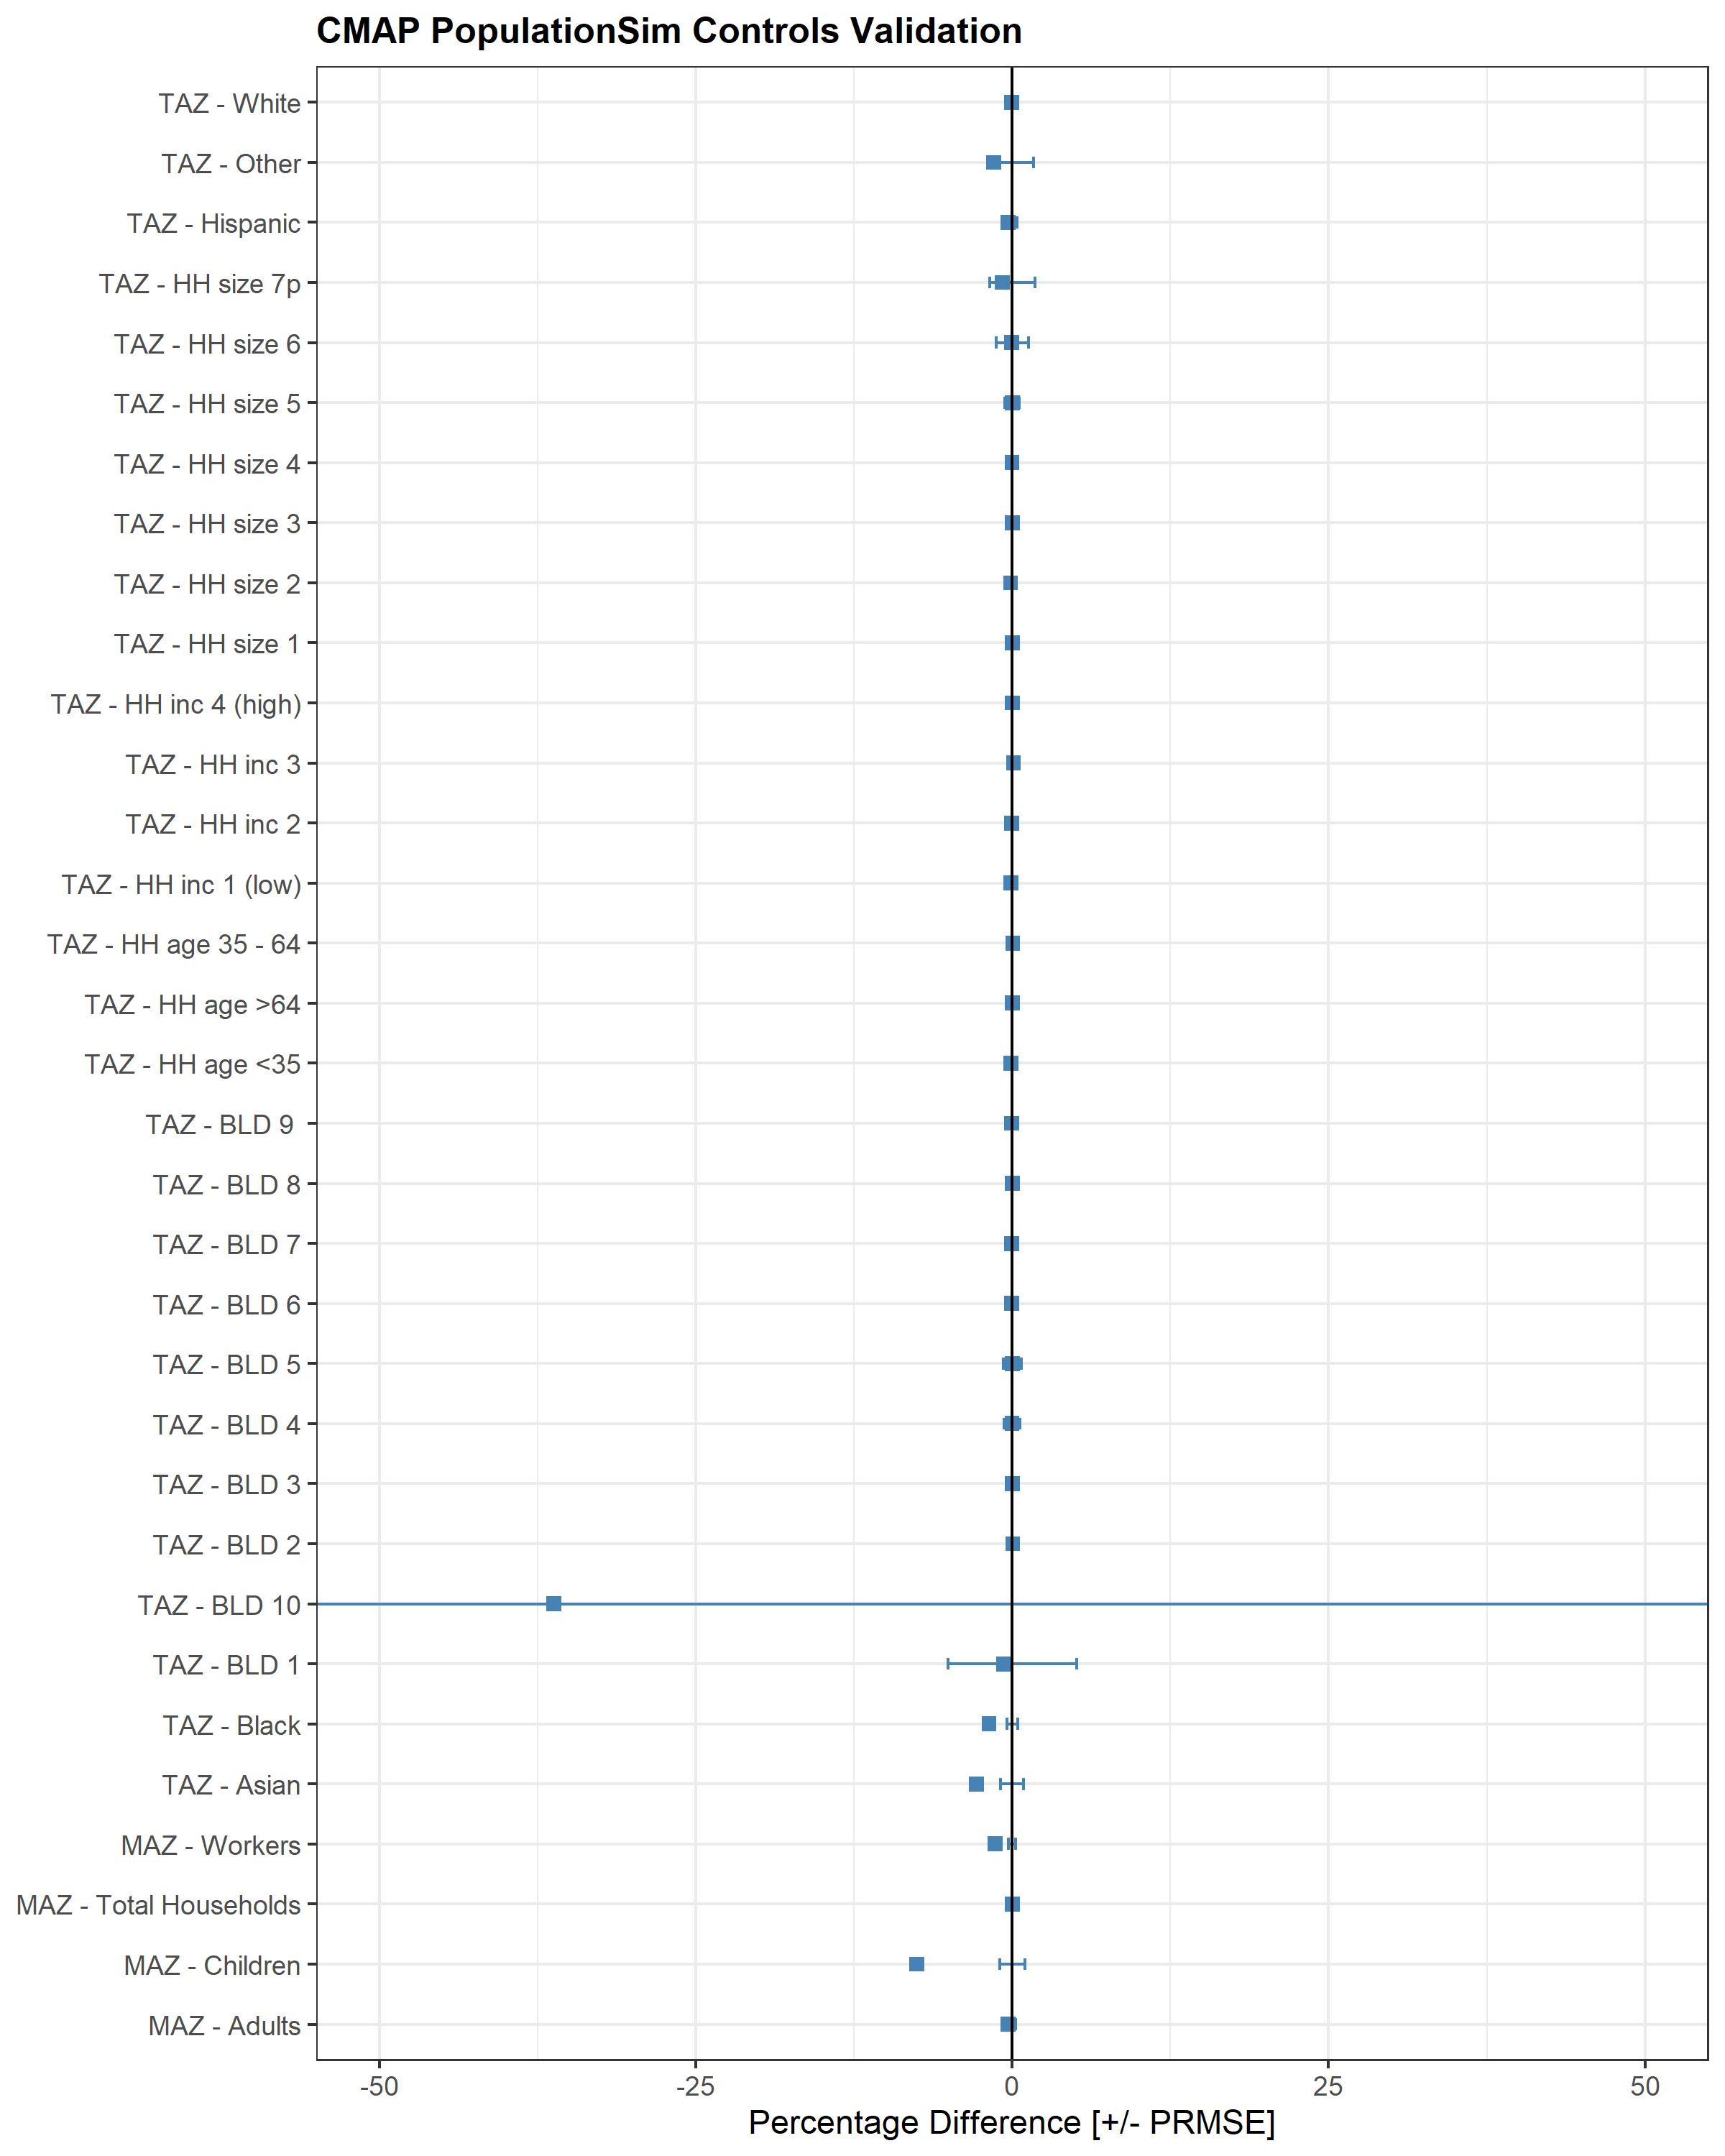 CMAP PopulationSim Controls Validation
TAZ - White
TAZ - Other
TAZ - Hispanic
TAZ - HH size 7p
TAZ - HH size 6
TAZ - HH size 5
TAZ - HH size 4
TAZ - HH size 3
TAZ - HH size 2
TAZ - HH size 1
TAZ - HH inc 4 (high)
TAZ - HH inc 3
TAZ - HH inc 2
TAZ - HH inc 1 (low)
TAZ - HH age 35 - 64
TAZ - HH age >64
TAZ - HH age <35
TAZ - BLD 9
TAZ - BLD 8
TAZ - BLD 7
TAZ - BLD 6
TAZ - BLD 5
TAZ - BLD 4
TAZ - BLD 3
TAZ - BLD 2
TAZ - BLD 10
TAZ - BLD 1
TAZ - Black
TAZ - Asian
MAZ - Workers
MAZ - Total Households
MAZ - Children
MAZ - Adults
-50 -25 0 25 50
Percentage Difference [+/- PRMSE]